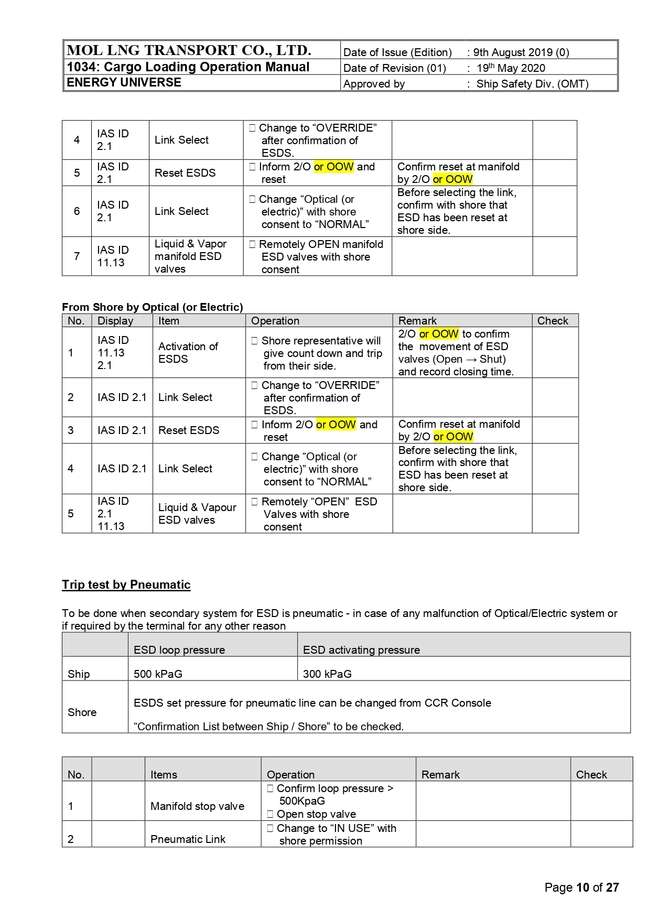 MOL LNG TRANSPORT CO., LTD. Date of Issue (Edition) : 9th August 2019 (0)
1034: Cargo Loading Operation Manual Date of Revision (01) : 19th May 2020
ENERGY UNIVERSE Approved by : Ship Safety Div. (OMT)
4
IAS ID
2.1
Link Select
Change to “OVERRIDE”
after confirmation of
ESDS.
5
IAS ID
2.1
Reset ESDS
Inform 2/O or OOW and
reset
Confirm reset at manifold
by 2/O or OOW
6
IAS ID
2.1
Link Select
Change “Optical (or
electric)” with shore
consent to “NORMAL”
Before selecting the link,
confirm with shore that
ESD has been reset at
shore side.
7
IAS ID
11.13
Liquid & Vapor
manifold ESD
valves
Remotely OPEN manifold
ESD valves with shore
consent
From Shore by Optical (or Electric)
No. Display Item Operation Remark Check
1
IAS ID
11.13
2.1
Activation of
ESDS
Shore representative will
give count down and trip
from their side.
2/O or OOW to confirm
the movement of ESD
valves (Open → Shut)
and record closing time.
2
IAS ID 2.1
Link Select
Change to “OVERRIDE”
after confirmation of
ESDS.
3
IAS ID 2.1
Reset ESDS
Inform 2/O or OOW and
reset
Confirm reset at manifold
by 2/O or OOW
4
IAS ID 2.1
Link Select
Change “Optical (or
electric)” with shore
consent to “NORMAL”
Before selecting the link,
confirm with shore that
ESD has been reset at
shore side.
5
IAS ID
2.1
11.13
Liquid & Vapour
ESD valves
Remotely “OPEN” ESD
Valves with shore
consent
Trip test by Pneumatic
To be done when secondary system for ESD is pneumatic - in case of any malfunction of Optical/Electric system or
if required by the terminal for any other reason
ESD loop pressure ESD activating pressure
Ship 500 kPaG 300 kPaG
Shore
ESDS set pressure for pneumatic line can be changed from CCR Console
“Confirmation List between Ship / Shore” to be checked.
No. Items Operation Remark Check
1
Manifold stop valve
Confirm loop pressure >
500KpaG
Open stop valve
2
Pneumatic Link
Change to “IN USE” with
shore permission
Page 10 of 27